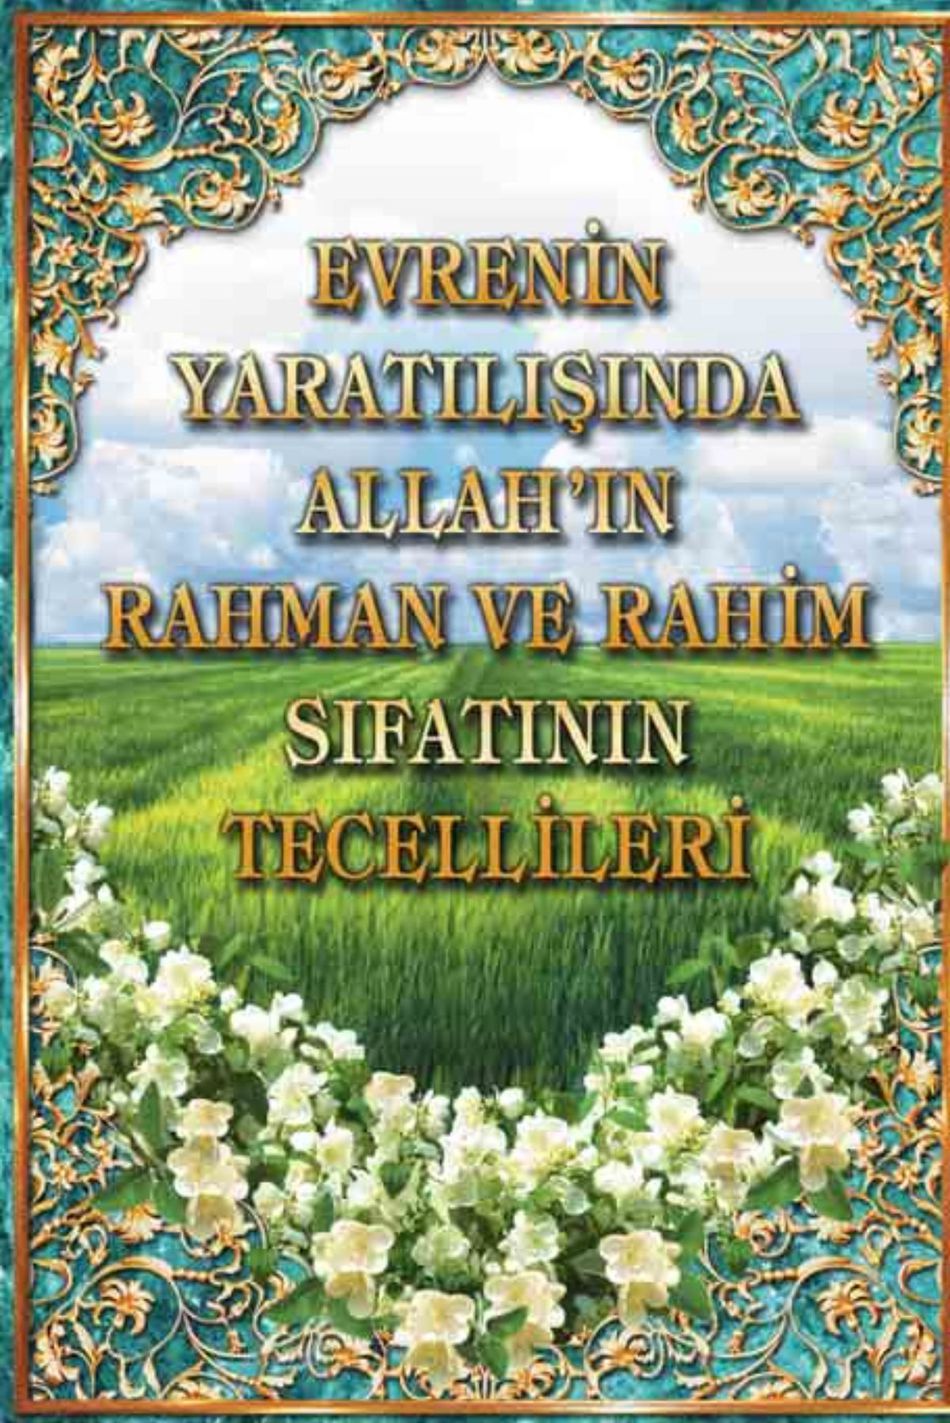 EVRENİN
YARATILIŞINDA
ALLAH'IN
RAHMAN VE RAHİM
SIFATININ
TECELLİLERİ